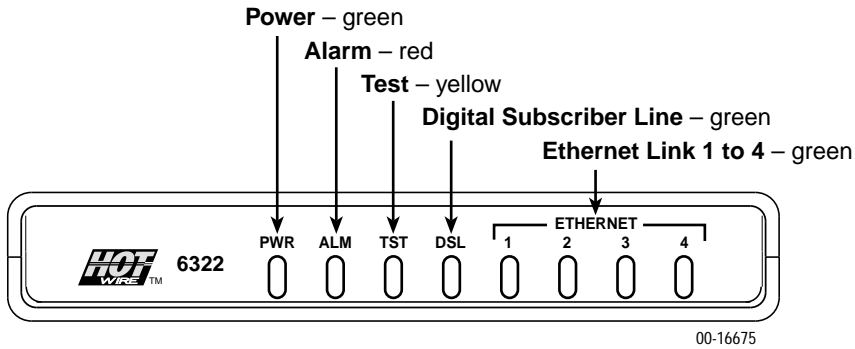 Power – green
Alarm – red
Test – yellow
Digital Subscriber Line – green
Ethernet Link 1 to 4 – green
ETHERNET
PWR ALM TST DSL 1 2 3 4
HOT WIRE TM 6322
00-16675